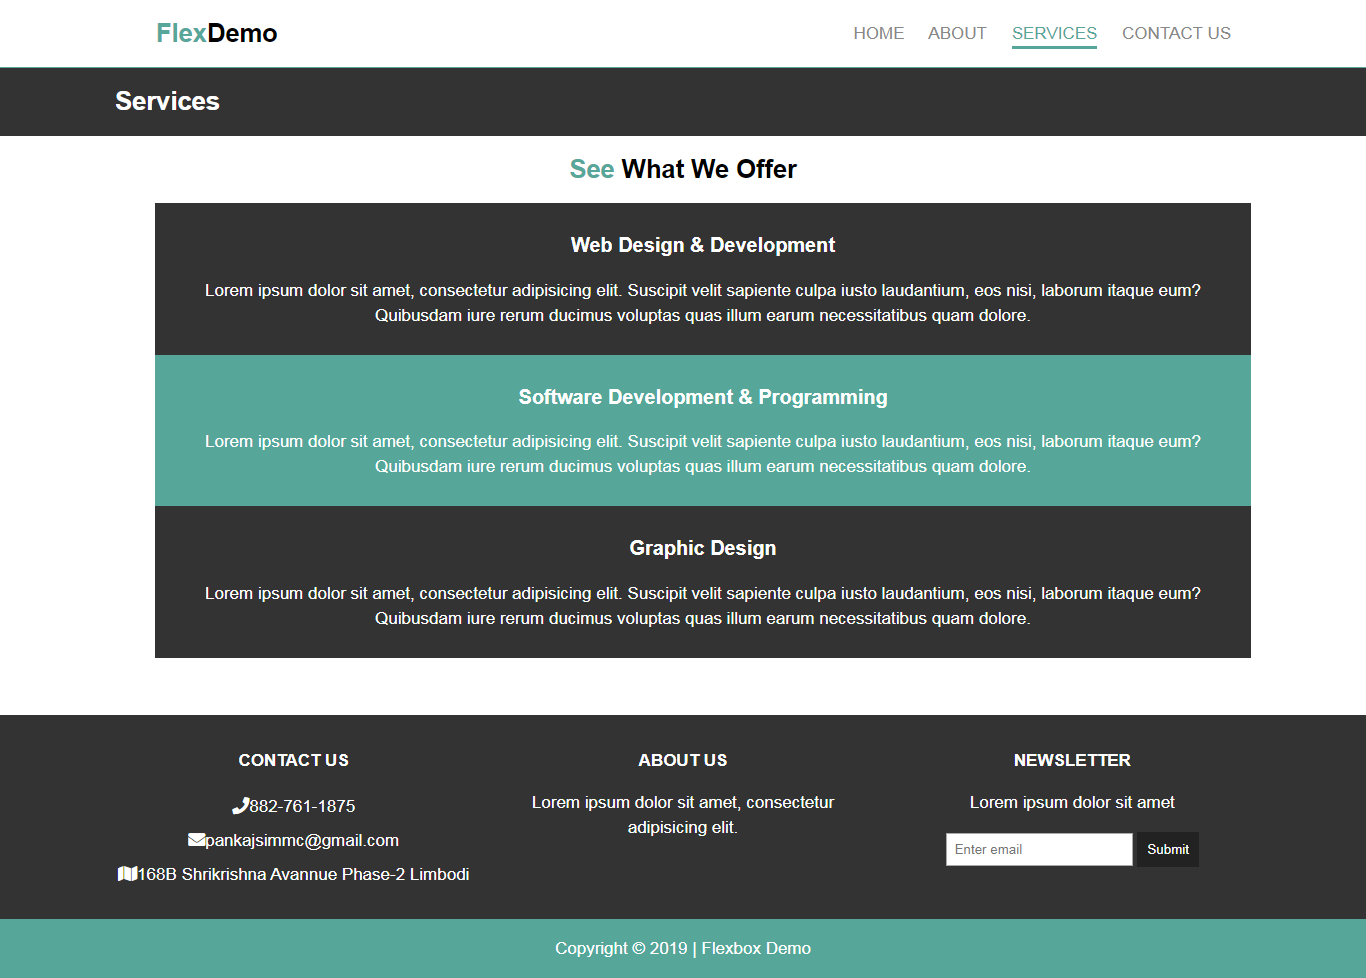 FlexDemo
HOME ABOUT SERVICES CONTACT US
Services
See What We Offer
Web Design & Development
Lorem ipsum dolor sit amet, consectetur adipisicing elit. Suscipit velit sapiente culpa iusto laudantium, eos nisi, laborum itaque eum?
Quibusdam iure rerum ducimus voluptas quas illum earum necessitatibus quam dolore.
Software Development & Programming
Lorem ipsum dolor sit amet, consectetur adipisicing elit. Suscipit velit sapiente culpa iusto laudantium, eos nisi, laborum itaque eum?
Quibusdam iure rerum ducimus voluptas quas illum earum necessitatibus quam dolore.
Graphic Design
Lorem ipsum dolor sit amet, consectetur adipisicing elit. Suscipit velit sapiente culpa iusto laudantium, eos nisi, laborum itaque eum?
Quibusdam iure rerum ducimus voluptas quas illum earum necessitatibus quam dolore.
CONTACT US
882-761-1875
pankajsimmc@gmail.com
168B Shrikrishna Avannue Phase-2 Limbodi
ABOUT US
Lorem ipsum dolor sit amet, consectetur
adipisicing elit.
NEWSLETTER
Lorem ipsum dolor sit amet
Enter email
Submit
Copyright © 2019 | Flexbox Demo